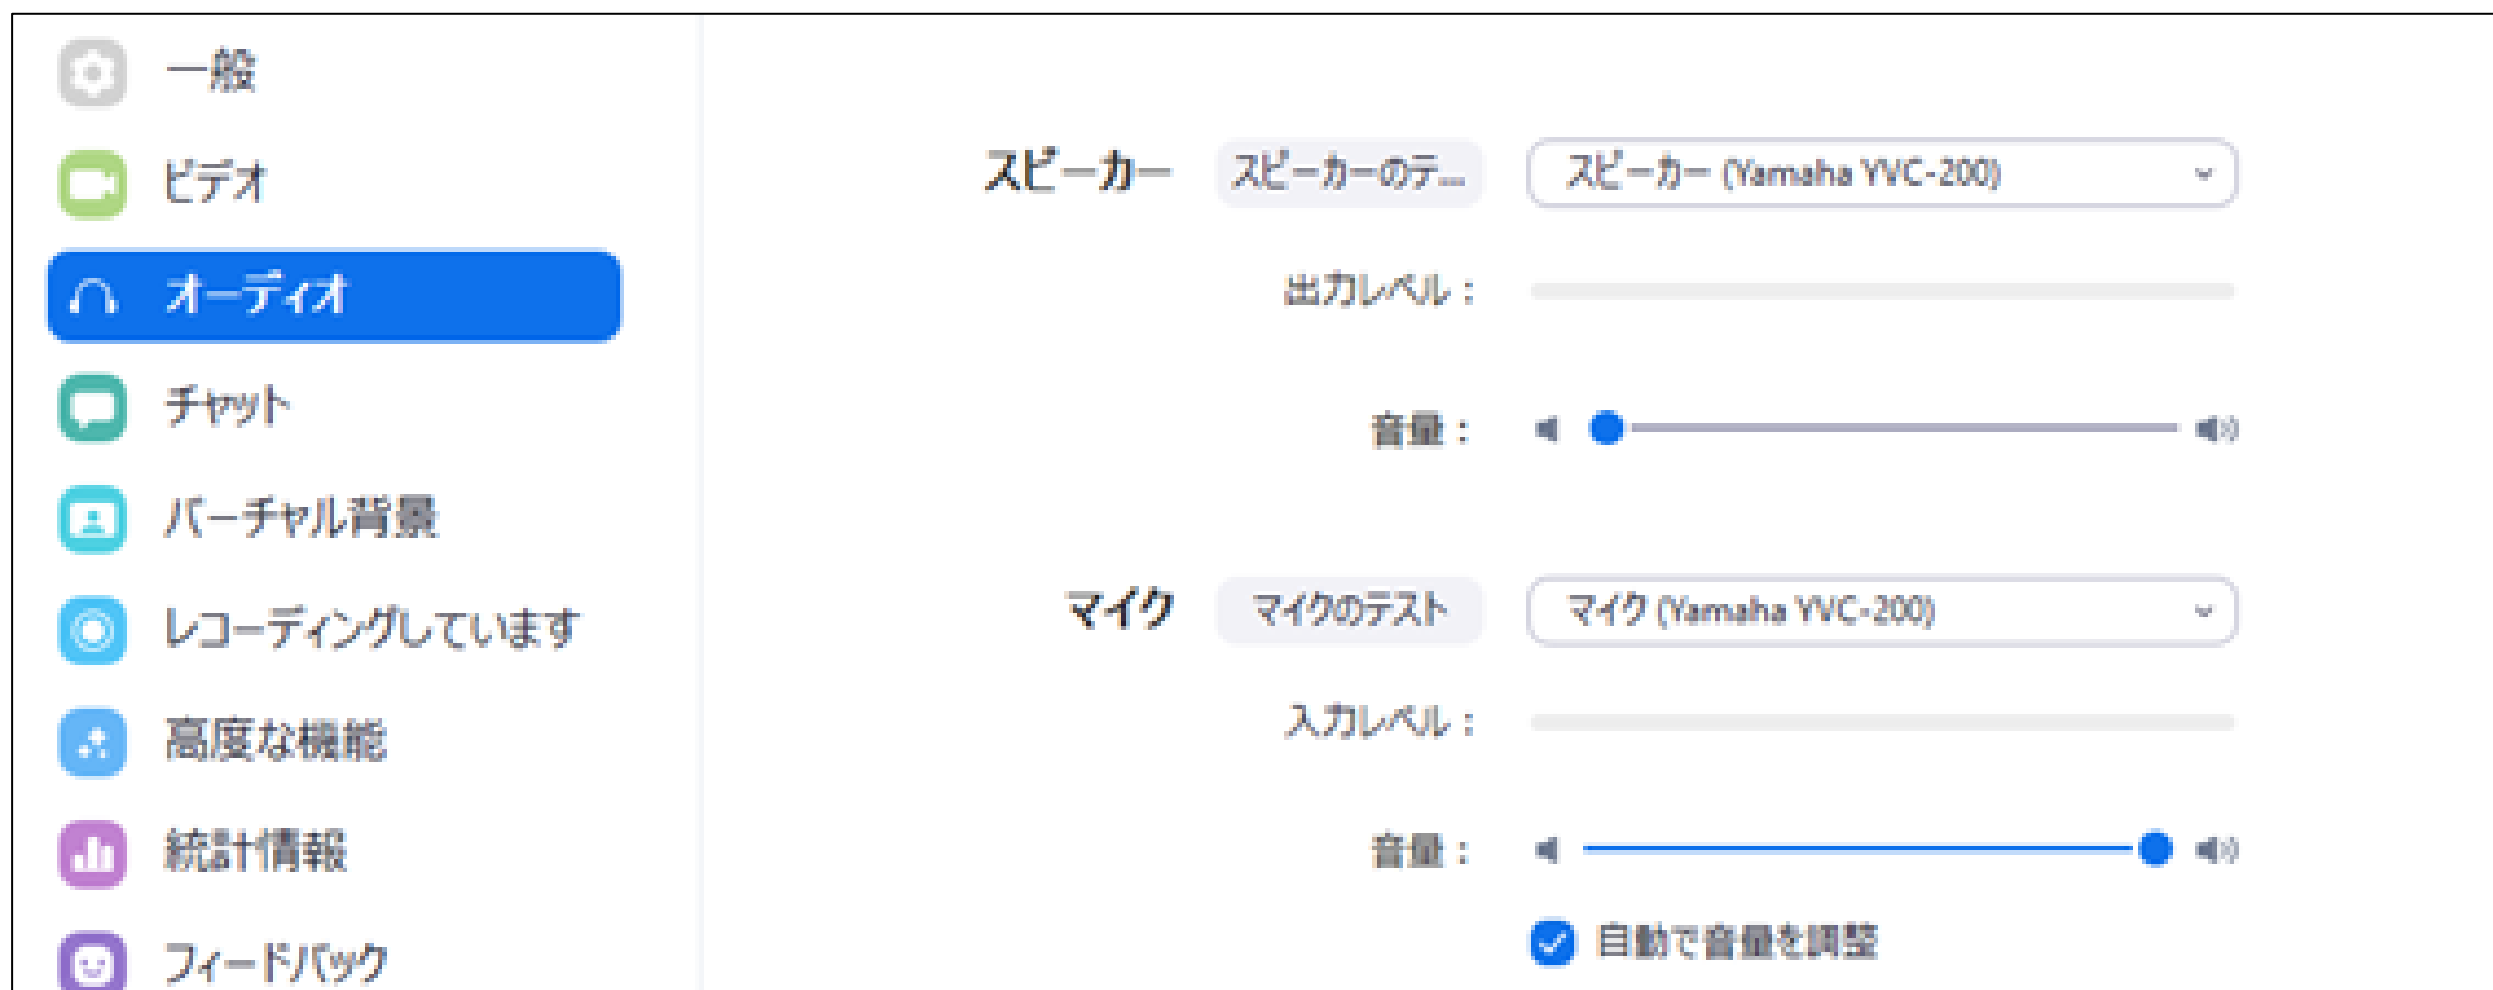 一般
ビデオ
オーディオ
チャット
バーチャル背景
レコーディングしています
高度な機能
統計情報
フィードバック
スピーカー スピーカーのテ... スピーカー (Yamaha YVC-200)
出力レベル：
音量：
マイク マイクのテスト マイク (Yamaha YVC-200)
入力レベル：
音量：
自動で音量を調整